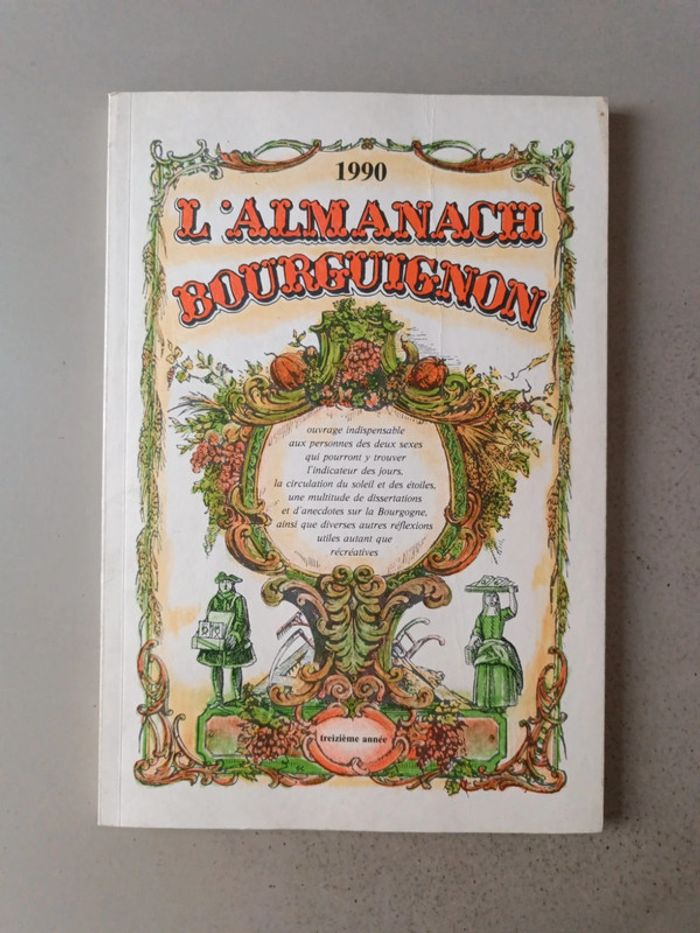 1990
L'ALMANACH
BOURGUIGNON
ouvrage indispensable
aux personnes des deux sexes
qui pourront y trouver
l'indicateur des jours,
la circulation du soleil et des étoiles,
une multitude de dissertations
et d'anecdotes sur la Bourgogne,
ainsi que diverses autres réflexions
utiles autant que
récréatives
treizième année